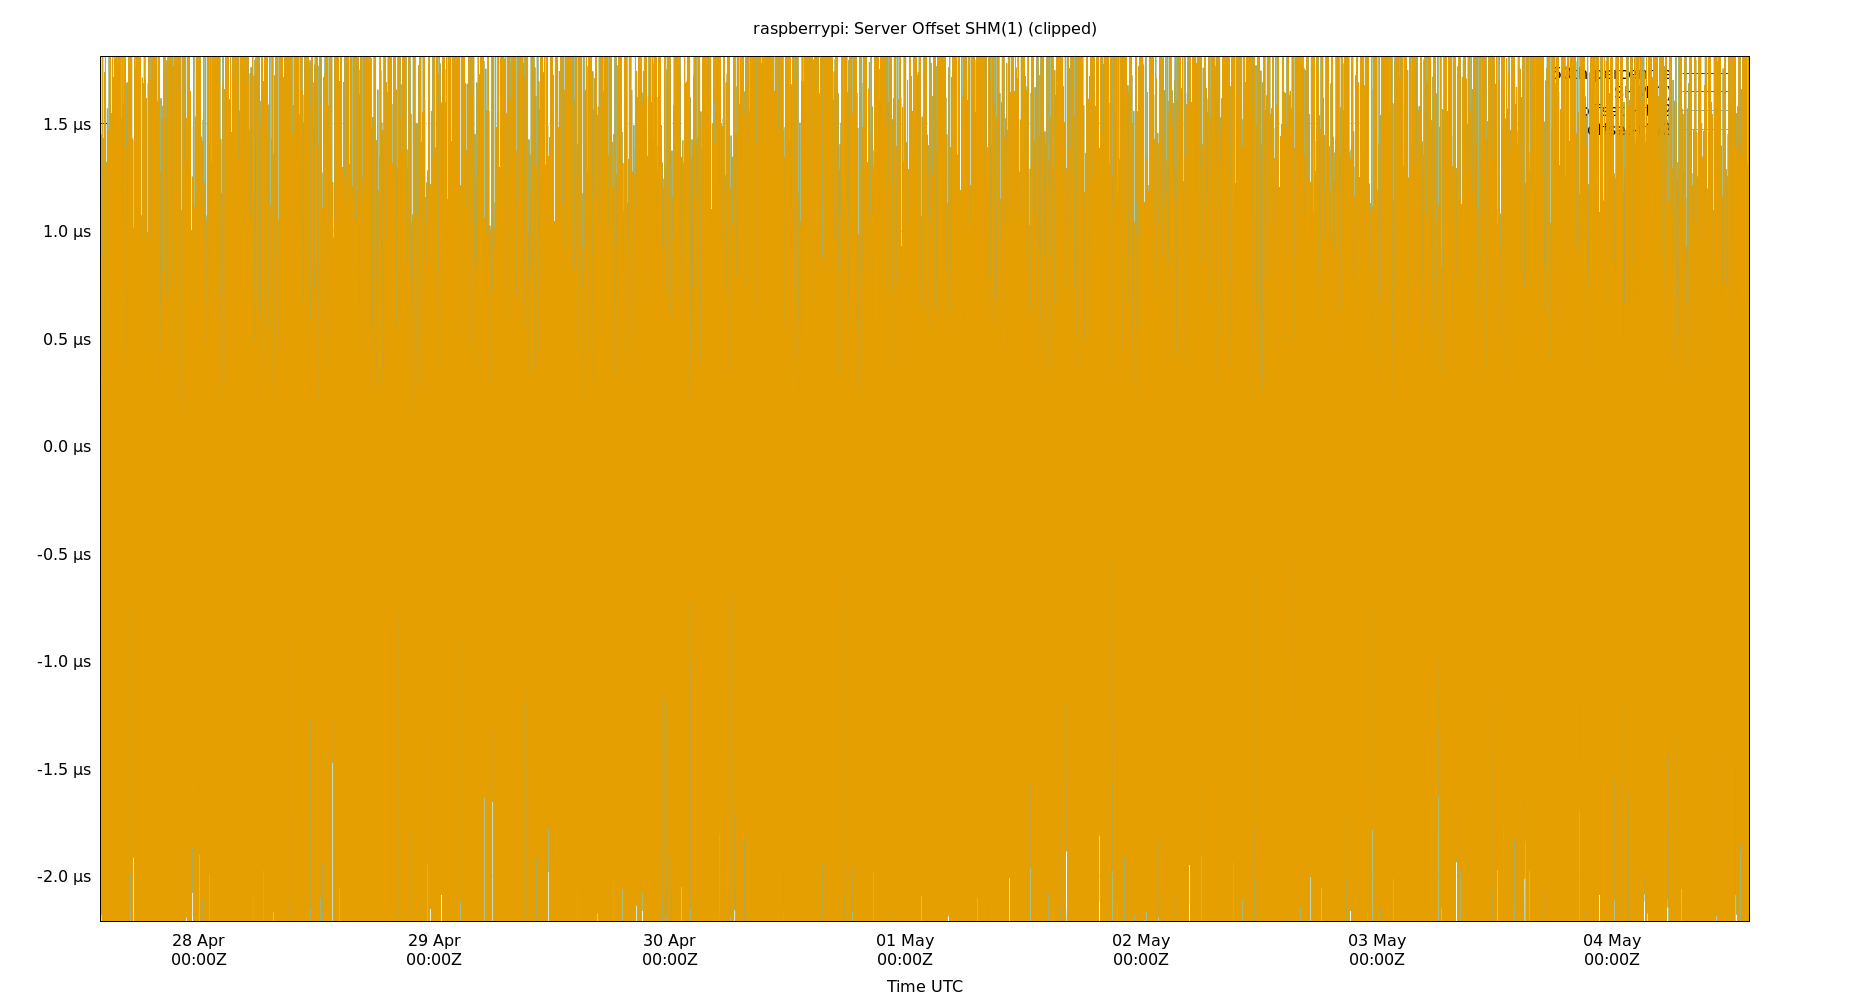 raspberrypi: Server Offset SHM(1) (clipped)
1.5 µs
1.0 µs
0.5 µs
0.0 µs
-0.5 µs
-1.0 µs
-1.5 µs
-2.0 µs
28 Apr 29 Apr 30 Apr 01 May 02 May 03 May 04 May
00:00Z 00:00Z 00:00Z 00:00Z 00:00Z 00:00Z 00:00Z
Time UTC